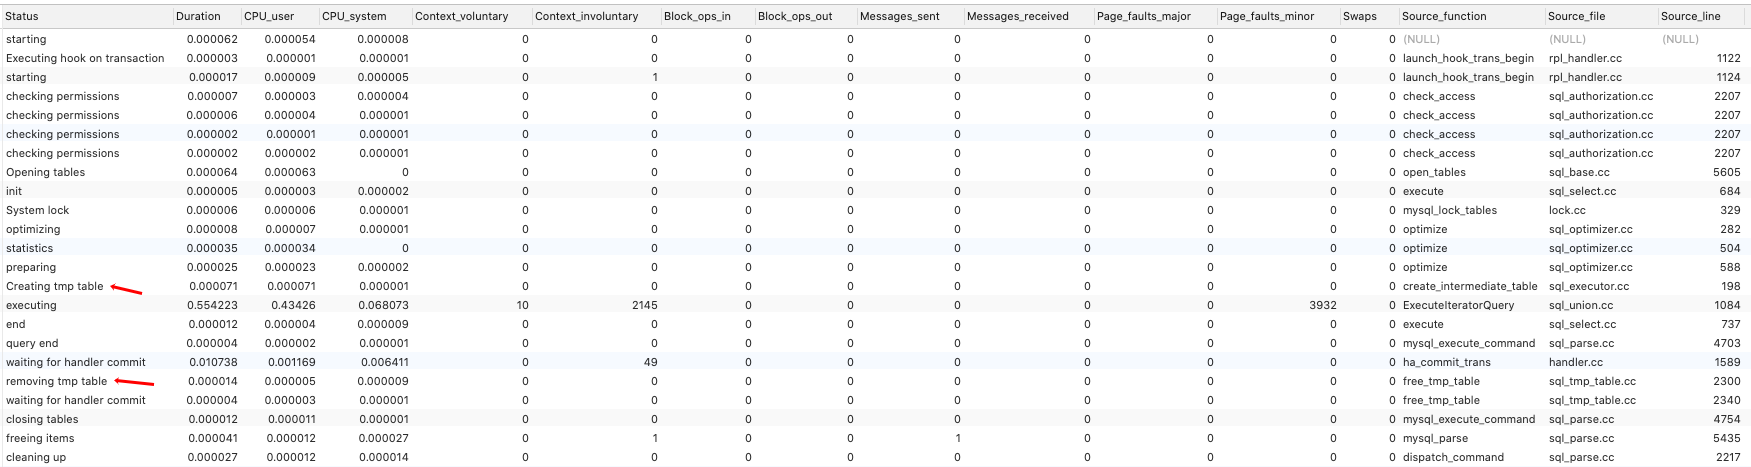 Status Duration CPU_user CPU_system Context_voluntary Context_involuntary Block_ops_in Block_ops_out Messages_sent Messages_received Page_faults_major Page_faults_minor Swaps Source_function Source_file Source_line
starting 0.000062 0.000054 0.000008 0 0 0 0 0 0 0 0 0 (NULL) (NULL) (NULL)
Executing hook on transaction 0.000003 0.000001 0.000001 0 0 0 0 0 0 0 0 0 launch_hook_trans_begin rpl_handler.cc 1122
starting 0.000017 0.000009 0.000005 0 1 0 0 0 0 0 0 0 launch_hook_trans_begin rpl_handler.cc 1124
checking permissions 0.000007 0.000003 0.000004 0 0 0 0 0 0 0 0 0 check_access sql_authorization.cc 2207
checking permissions 0.000006 0.000004 0.000001 0 0 0 0 0 0 0 0 0 check_access sql_authorization.cc 2207
checking permissions 0.000002 0.000001 0.000001 0 0 0 0 0 0 0 0 0 check_access sql_authorization.cc 2207
checking permissions 0.000002 0.000002 0.000001 0 0 0 0 0 0 0 0 0 check_access sql_authorization.cc 2207
Opening tables 0.000064 0.000063 0 0 0 0 0 0 0 0 0 0 open_tables sql_base.cc 5605
init 0.000005 0.000003 0.000002 0 0 0 0 0 0 0 0 0 execute sql_select.cc 684
System lock 0.000006 0.000006 0.000001 0 0 0 0 0 0 0 0 0 mysql_lock_tables lock.cc 329
optimizing 0.000008 0.000007 0.000001 0 0 0 0 0 0 0 0 0 optimize sql_optimizer.cc 282
statistics 0.000035 0.000034 0 0 0 0 0 0 0 0 0 0 optimize sql_optimizer.cc 504
preparing 0.000025 0.000023 0.000002 0 0 0 0 0 0 0 0 0 optimize sql_optimizer.cc 588
Creating tmp table 0.000071 0.000071 0.000001 0 0 0 0 0 0 0 0 0 create_intermediate_table sql_executor.cc 198
executing 0.554223 0.43426 0.068073 10 2145 0 0 0 0 0 3932 0 ExecuteIteratorQuery sql_union.cc 1084
end 0.000012 0.000004 0.000009 0 0 0 0 0 0 0 0 0 execute sql_select.cc 737
query end 0.000004 0.000002 0.000001 0 0 0 0 0 0 0 0 0 mysql_execute_command sql_parse.cc 4703
waiting for handler commit 0.010738 0.001169 0.006411 0 49 0 0 0 0 0 0 0 ha_commit_trans handler.cc 1589
removing tmp table 0.000014 0.000005 0.000009 0 0 0 0 0 0 0 0 0 free_tmp_table sql_tmp_table.cc 2300
waiting for handler commit 0.000004 0.000003 0.000001 0 0 0 0 0 0 0 0 0 free_tmp_table sql_tmp_table.cc 2340
closing tables 0.000012 0.000011 0.000001 0 0 0 0 0 0 0 0 0 mysql_execute_command sql_parse.cc 4754
freeing items 0.000041 0.000012 0.000027 0 1 0 0 1 0 0 0 0 mysql_parse sql_parse.cc 5435
cleaning up 0.000027 0.000012 0.000014 0 0 0 0 0 0 0 0 0 dispatch_command sql_parse.cc 2217